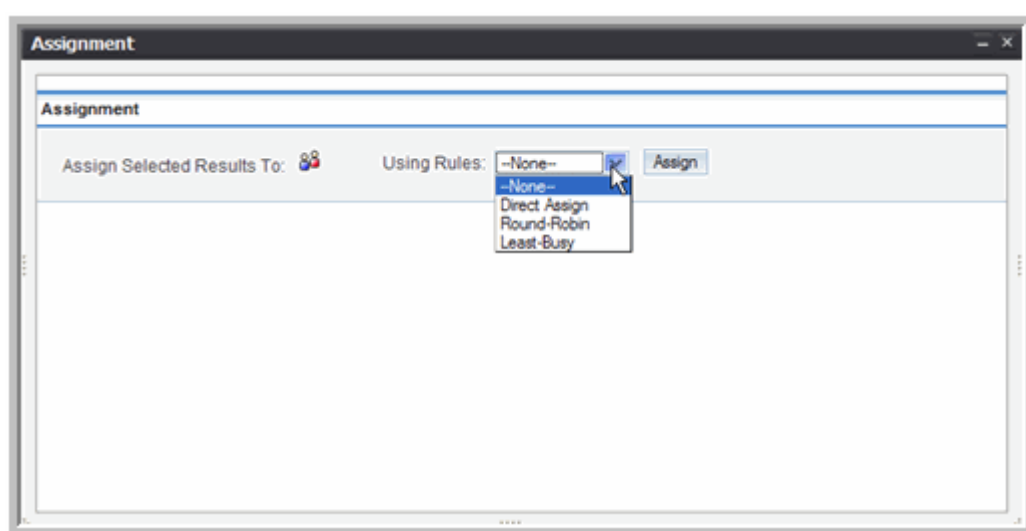 Assignment
Assignment
Assign Selected Results To: Using Rules: --None-- Assign
--None--
Direct Assign
Round-Robin
Least-Busy